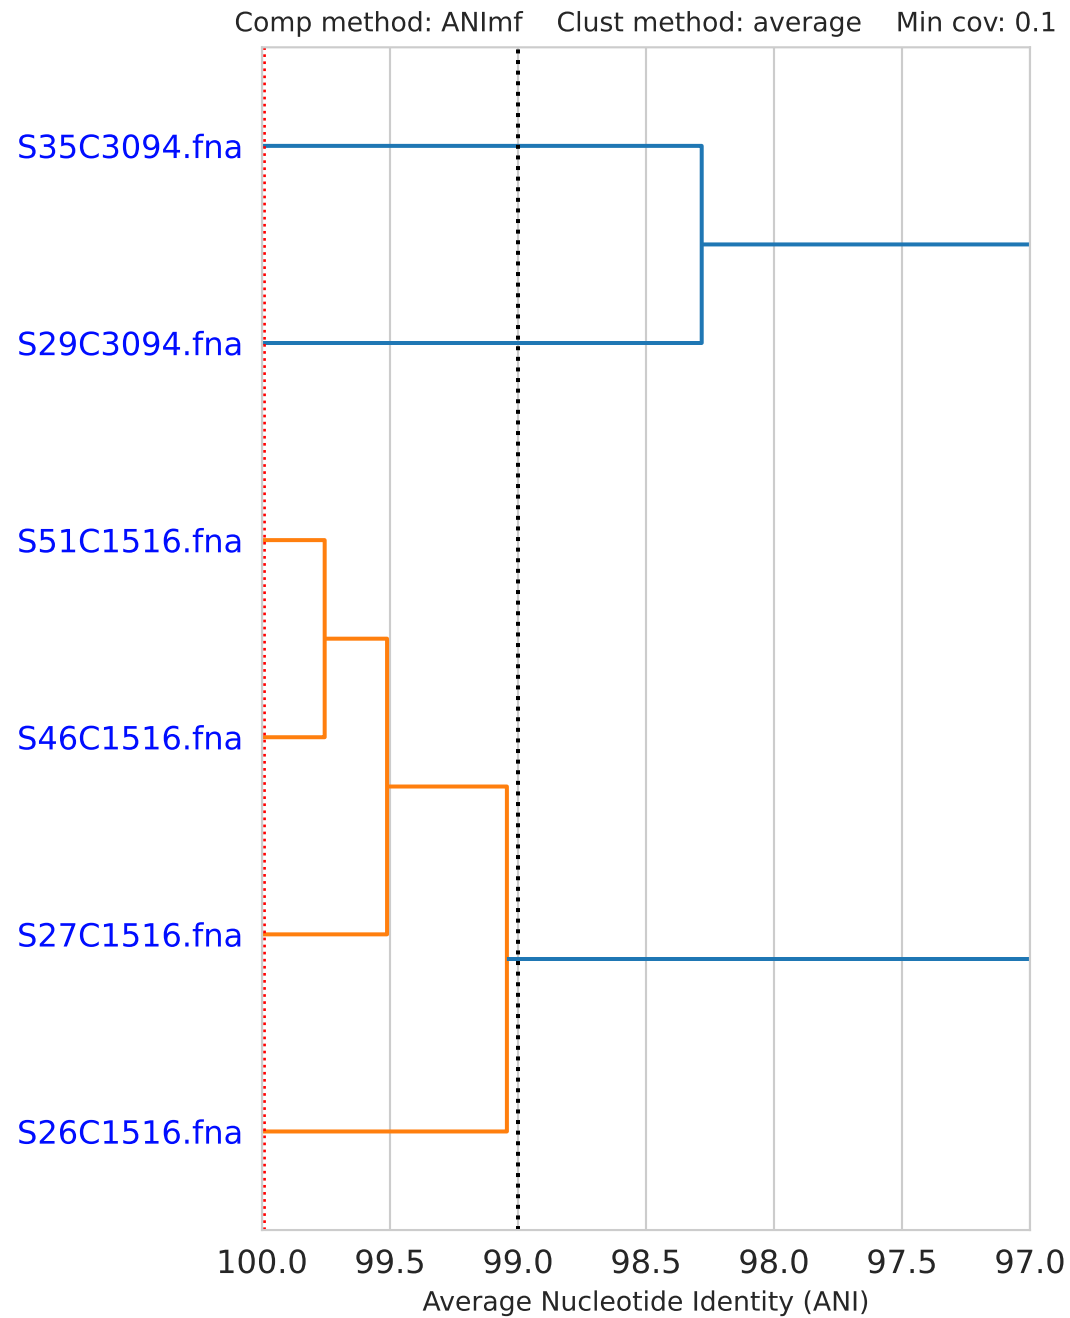 Comp method: ANImf    Clust method: average    Min cov: 0.1
S35C3094.fna
S29C3094.fna
S51C1516.fna
S46C1516.fna
S27C1516.fna
S26C1516.fna
100.0 99.5 99.0 98.5 98.0 97.5 97.0
Average Nucleotide Identity (ANI)